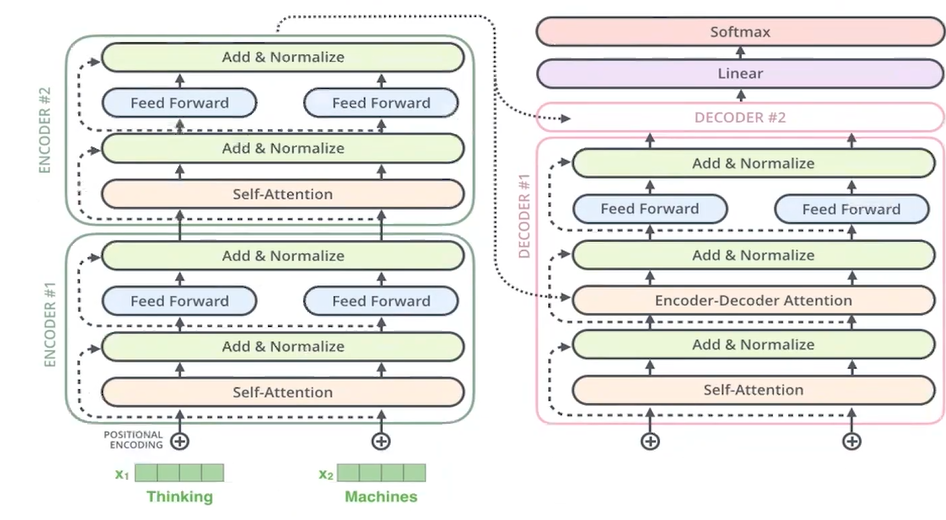 ENCODER #2
Add & Normalize
Feed Forward
Feed Forward
Add & Normalize
Self-Attention
ENCODER #1
Add & Normalize
Feed Forward
Feed Forward
Add & Normalize
Self-Attention
POSITIONAL
ENCODING
x1
x2
Thinking
Machines
Softmax
Linear
DECODER #2
DECODER #1
Add & Normalize
Feed Forward
Feed Forward
Add & Normalize
Encoder-Decoder Attention
Add & Normalize
Self-Attention